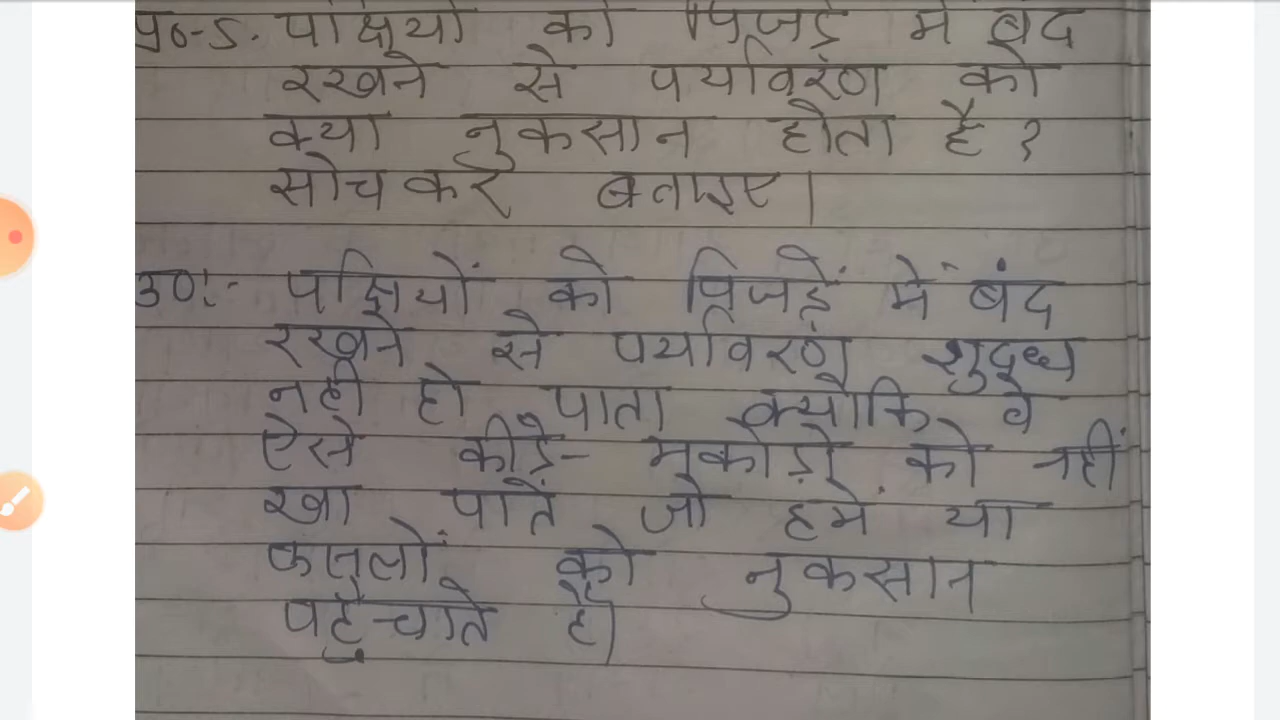 प्र०-5. पक्षियों को पिंजड़े में बंद
रखने से पर्यावरण को
क्या नुकसान होता है?
सोचकर बताइए।
उ०:- पक्षियों को पिंजड़ें में बंद
रखने से पर्यावरण शुद्ध
नही हो पाता क्योकि वे
ऐसे कीड़े- मकोड़ो को नहीं
खा पातें जो हमें या
फसलों को नुकसान
पहुँचाते है।